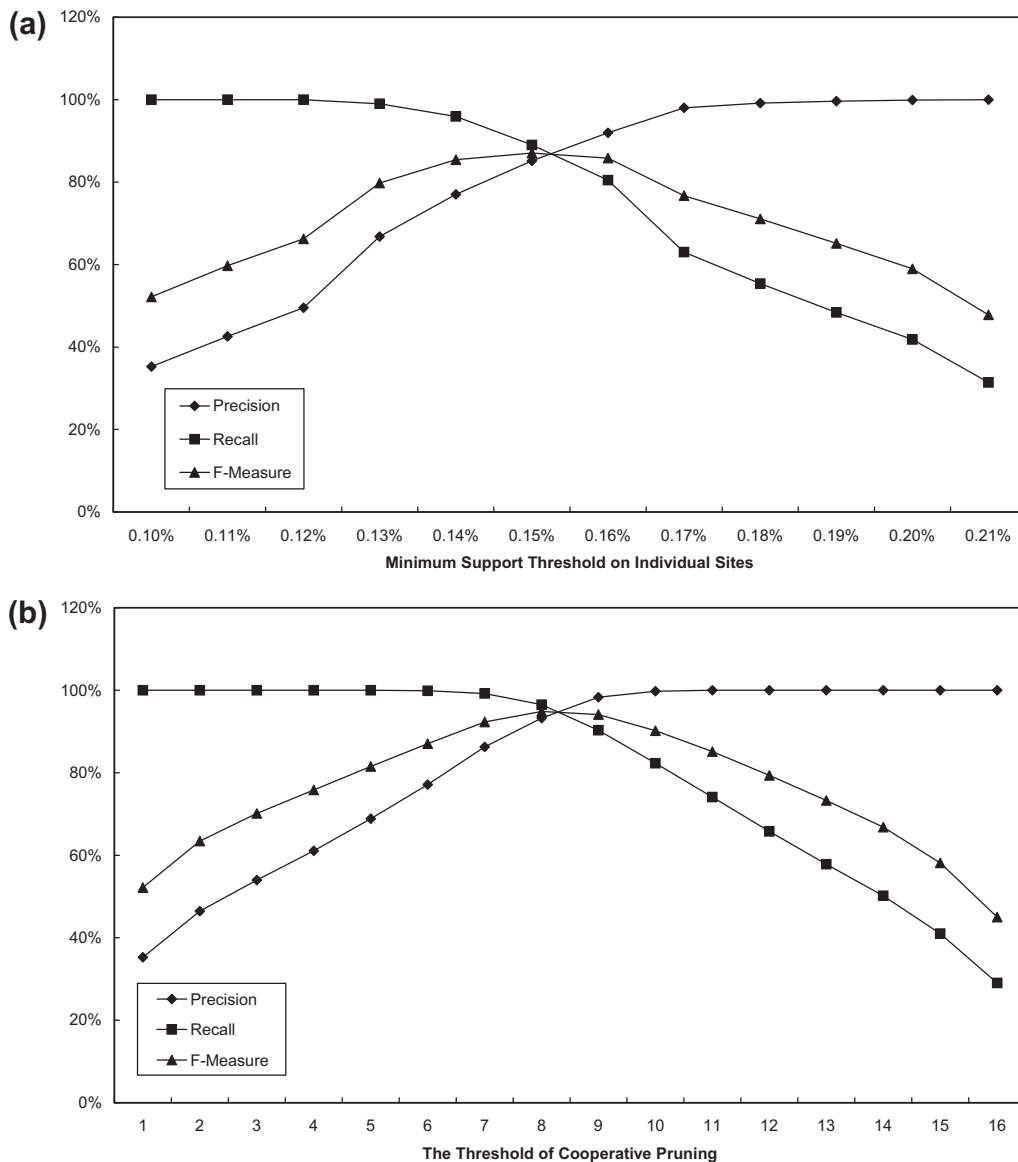 (a)
120%
100%
80%
60%
40%
20%
0%
Precision
Recall
F-Measure
0.10% 0.11% 0.12% 0.13% 0.14% 0.15% 0.16% 0.17% 0.18% 0.19% 0.20% 0.21%
Minimum Support Threshold on Individual Sites
(b)
120%
100%
80%
60%
40%
20%
0%
Precision
Recall
F-Measure
1 2 3 4 5 6 7 8 9 10 11 12 13 14 15 16
The Threshold of Cooperative Pruning